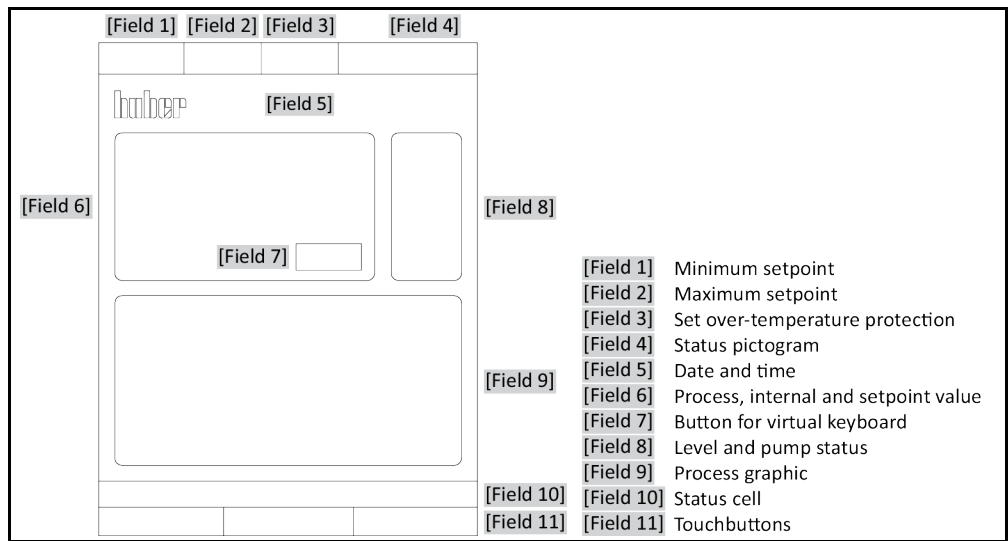 [Field 1] [Field 2] [Field 3] [Field 4]
huber
[Field 5]
[Field 6]
[Field 8]
[Field 7]
[Field 9]
[Field 10]
[Field 11]
[Field 1] Minimum setpoint
[Field 2] Maximum setpoint
[Field 3] Set over-temperature protection
[Field 4] Status pictogram
[Field 5] Date and time
[Field 6] Process, internal and setpoint value
[Field 7] Button for virtual keyboard
[Field 8] Level and pump status
[Field 9] Process graphic
[Field 10] Status cell
[Field 11] Touchbuttons